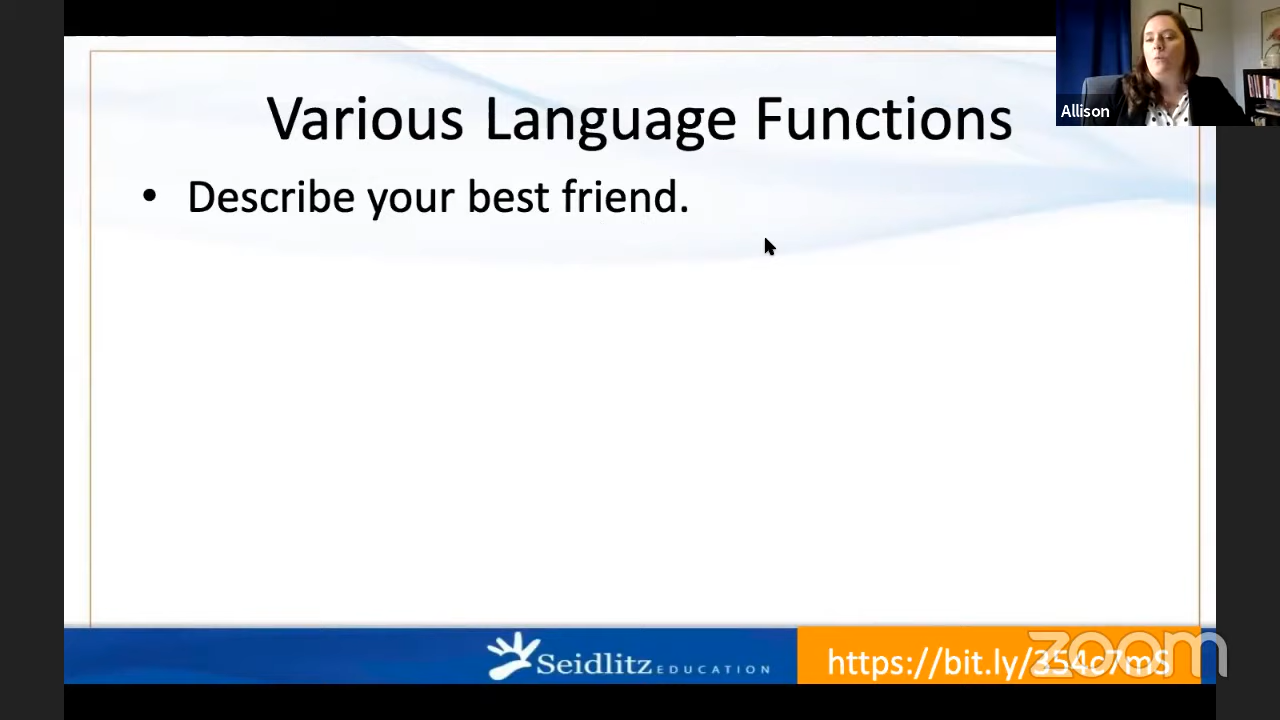 Various Language Functions
• Describe your best friend.
Allison
Seidlitz EDUCATION
https://bit.ly/354c7mS
zoom